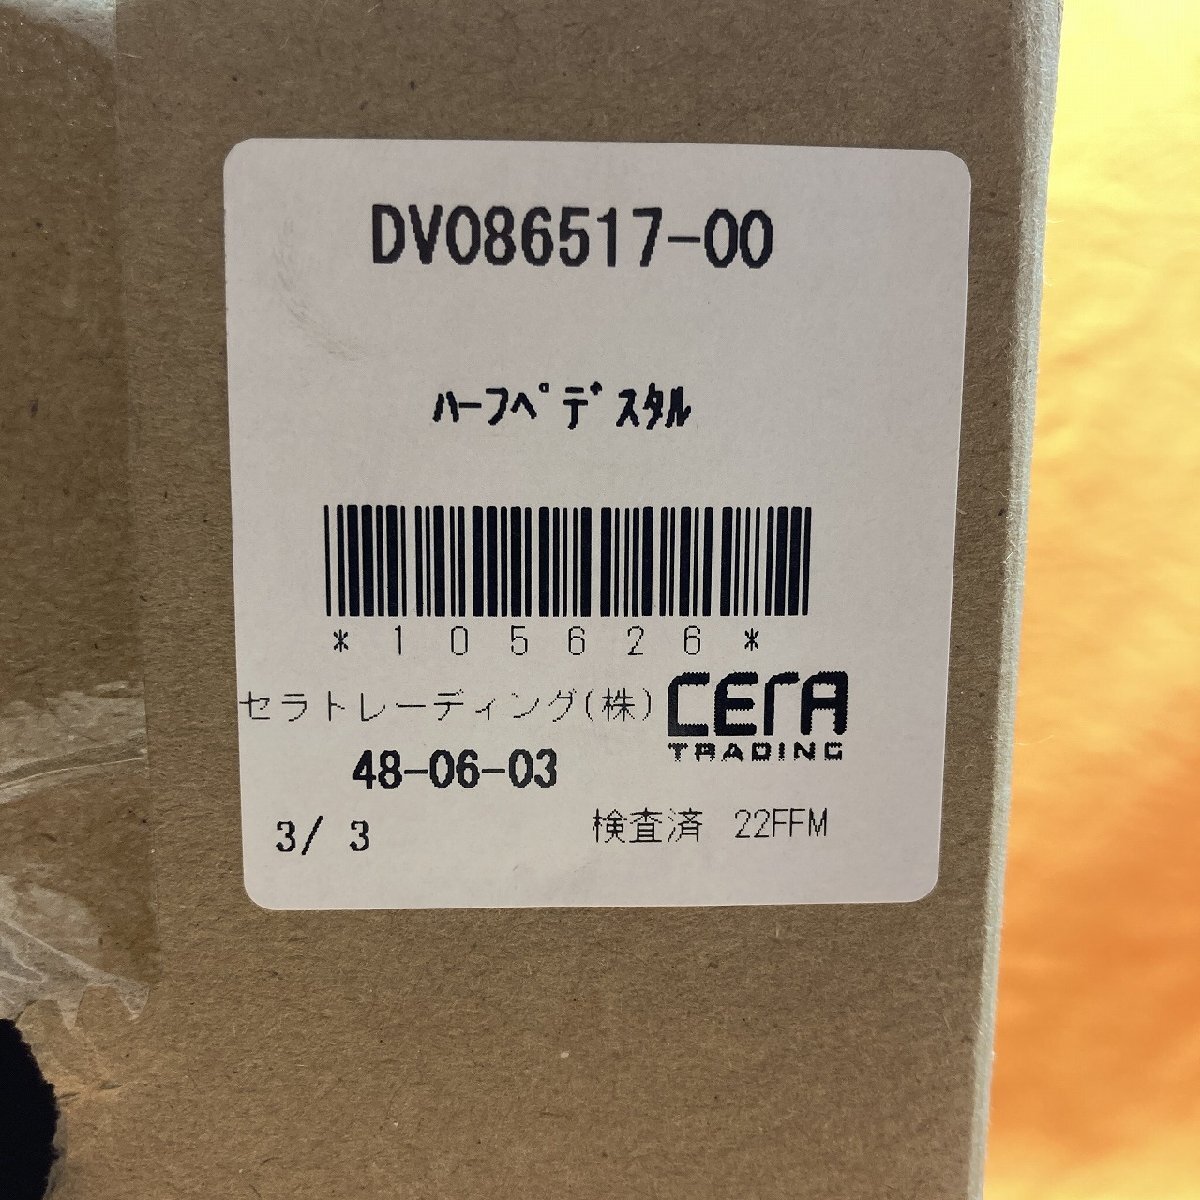 DV086517-00
ﾊｰﾌﾍﾟﾃﾞｽﾀﾙ
*105626*
セラトレーディング(株)
CERA
TRADING
48-06-03
3/ 3
検査済 22FFM